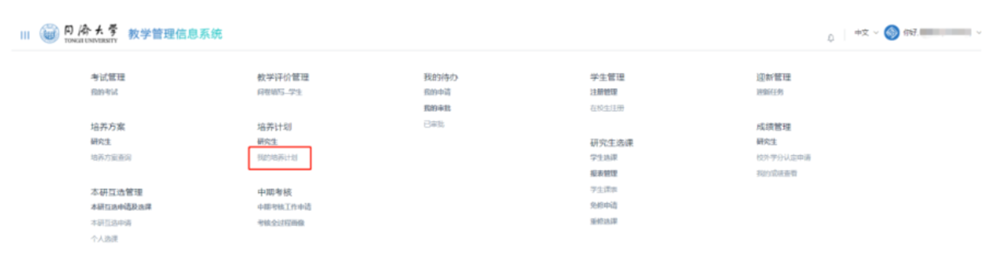 同济大学
TONGJI UNIVERSITY
教学管理信息系统
中文
你好,
考试管理
我的考试
教学评价管理
问卷填写--学生
我的待办
我的申请
我的审批
已审批
学生管理
注册管理
在校生注册
迎新管理
迎新任务
培养方案
研究生
培养方案查询
培养计划
研究生
我的培养计划
研究生选课
学生选课
报表管理
学生课表
免修申请
重修选课
成绩管理
研究生
校外学分认定申请
我的成绩查看
本研互选管理
本研互选申请及选课
本研互选申请
个人选课
中期考核
中期考核工作申请
考核全过程画像